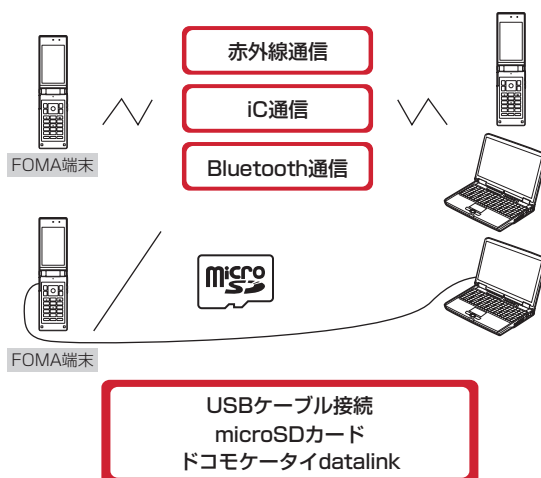 赤外線通信
iC通信
FOMA端末
Bluetooth通信
micro
SD
FOMA端末
USBケーブル接続
microSDカード
ドコモケータイdatalink